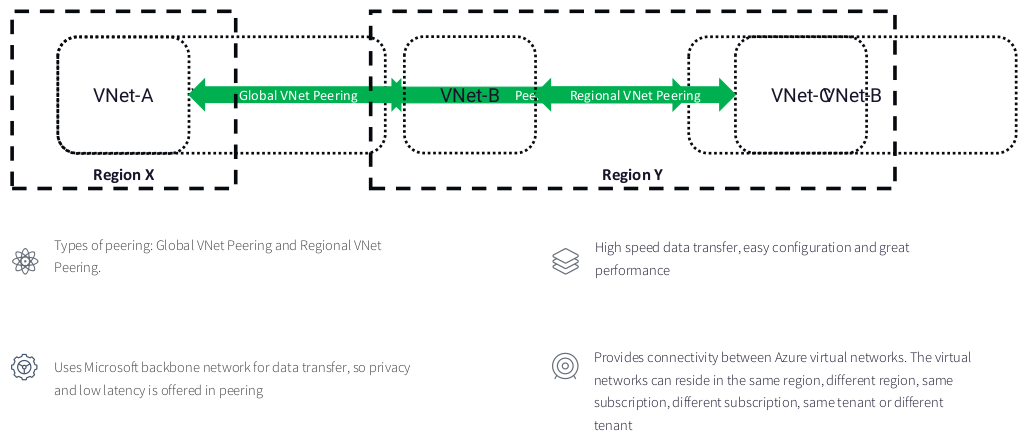 VNet-A
Global VNet Peering
VNet-B
Pee
Regional VNet Peering
VNet-C
VNet-B
Region X
Region Y
Types of peering: Global VNet Peering and Regional VNet
Peering.
High speed data transfer, easy configuration and great
performance
Uses Microsoft backbone network for data transfer, so privacy
and low latency is offered in peering
Provides connectivity between Azure virtual networks. The virtual
networks can reside in the same region, different region, same
subscription, different subscription, same tenant or different
tenant